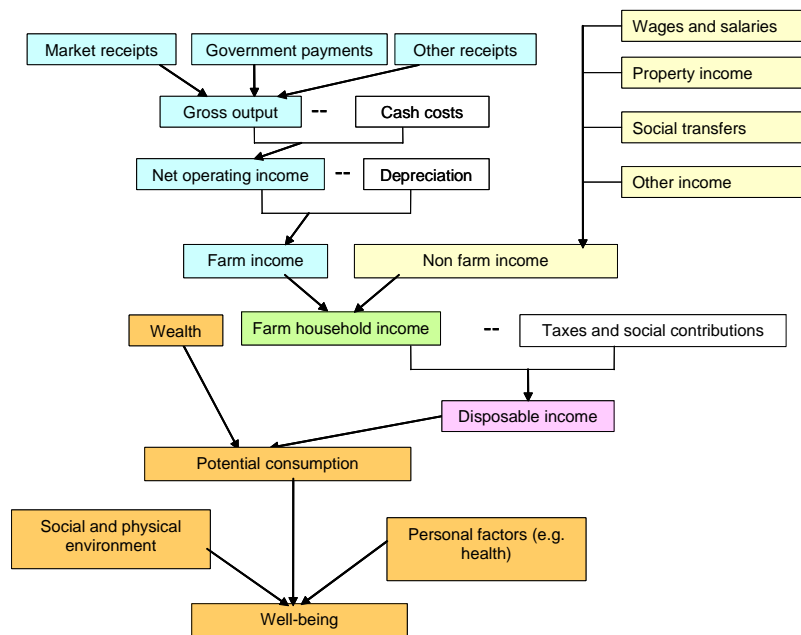 Wages and salaries
Market receipts
Government payments
Other receipts
Property income
Gross output
--
Cash costs
Social transfers
Net operating income
--
Depreciation
Other income
Farm income
Non farm income
Wealth
Farm household income
--
Taxes and social contributions
Disposable income
Potential consumption
Social and physical
environment
Personal factors (e.g.
health)
Well-being